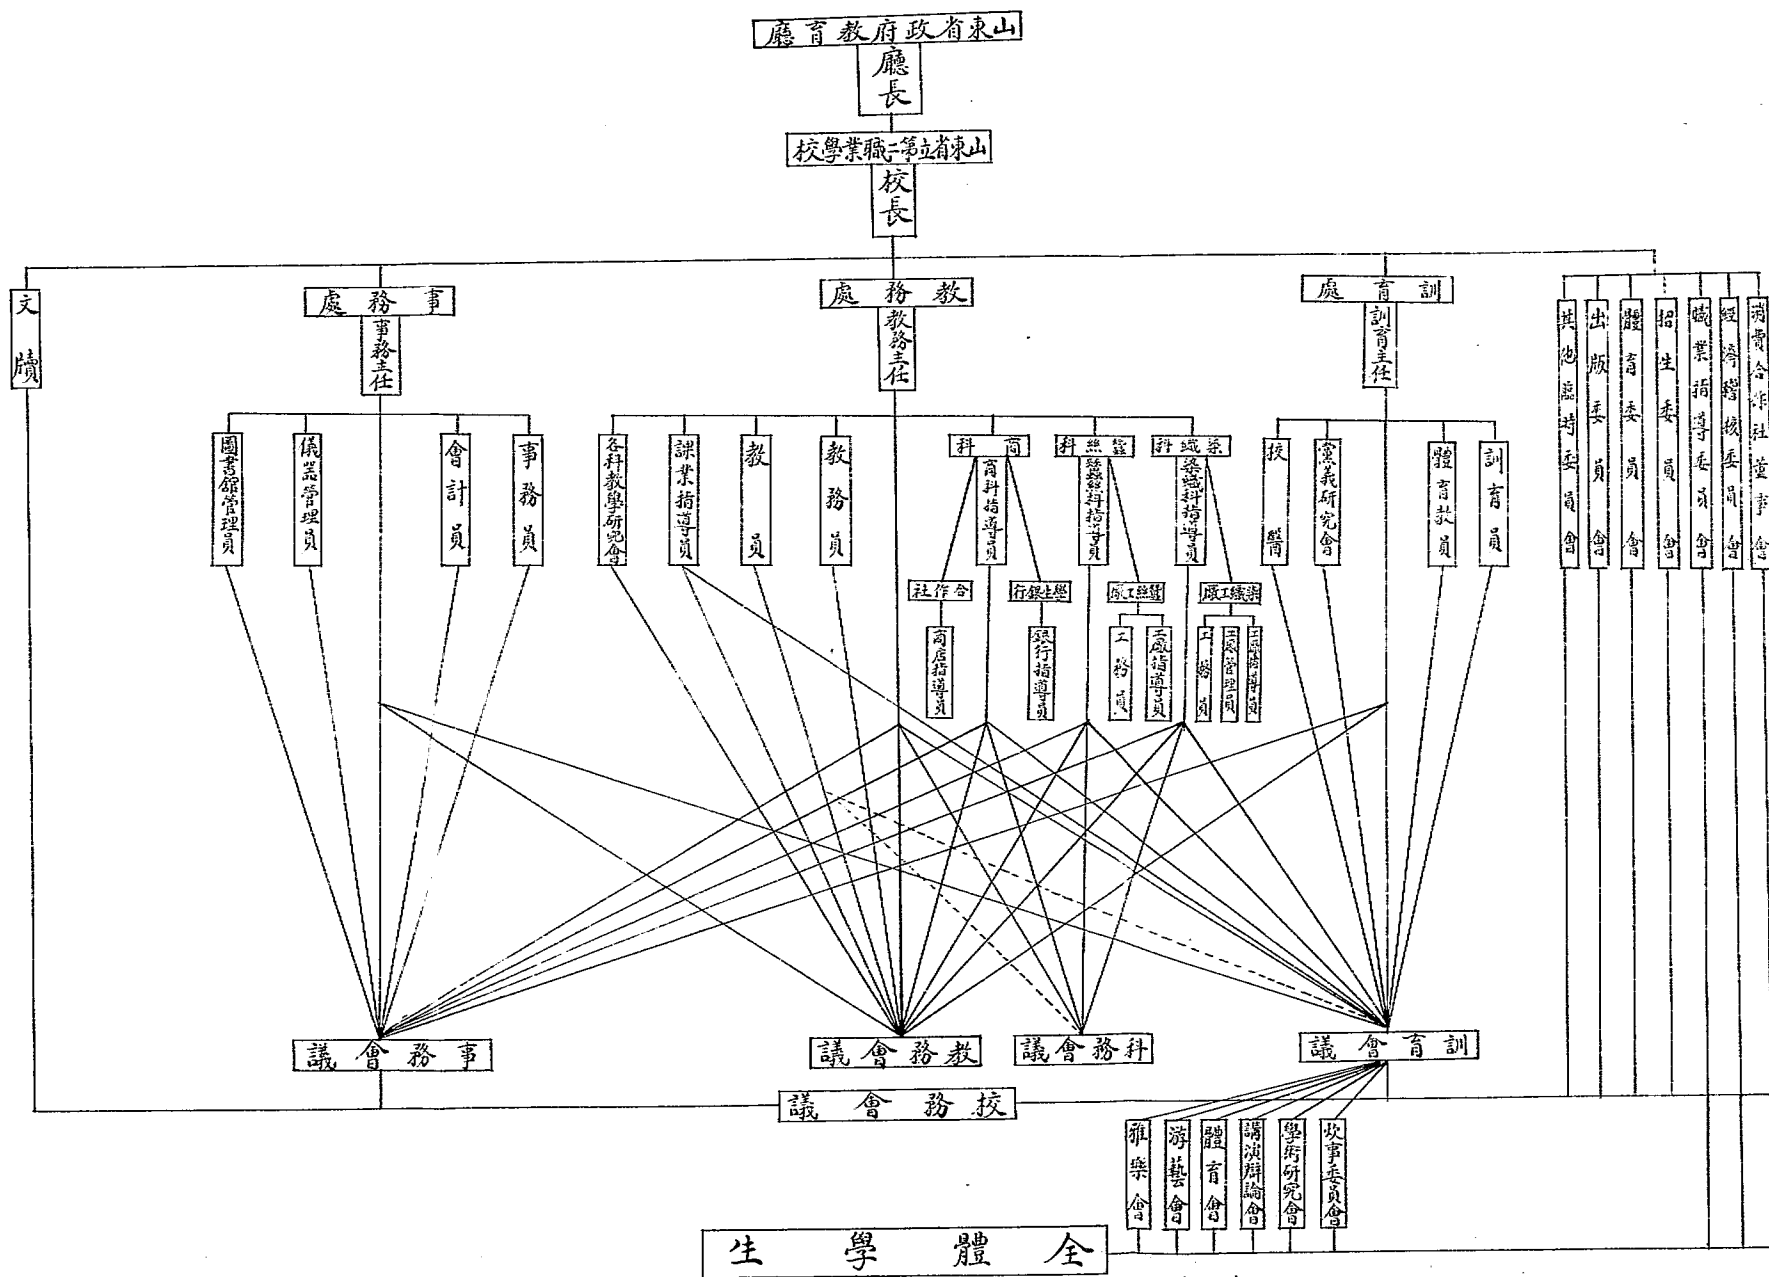 山東省政府教育廳
廳長
山東省立第二職業學校
校長
訓育處
訓育主任
教務處
教務主任
事務處
事務主任
文牘
消費合作社董事會
經濟稽核委員會
職業指導委員會
招生委員會
體育委員會
出版委員會
其他臨時委員會
訓育員
體育教員
黨義研究會
校醫
染織科
染織科指導員
蠶絲科
蠶絲科指導員
商科
商科指導員
教務員
教員
課業指導員
各科教學研究會
事務員
會計員
儀器管理員
圖書館管理員
染織工廠
工廠指導員
工廠管理員
工務員
蠶絲工廠
工廠指導員
工務員
學生銀行
銀行指導員
合作社
商店指導員
訓育會議
科務會議
教務會議
事務會議
校務會議
炊事委員會
學術研究會
講演辯論會
體育會
游藝會
雅樂會
全體學生